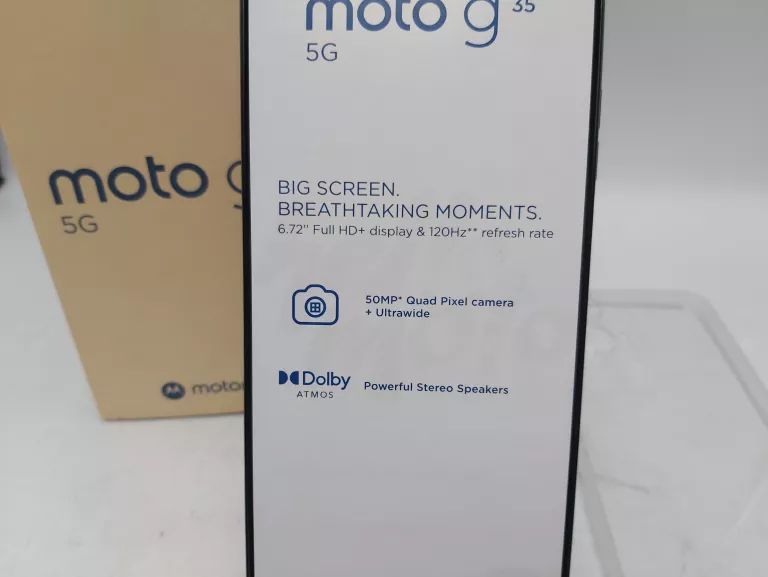 moto g 35
5G
BIG SCREEN.
BREATHTAKING MOMENTS.
6.72" Full HD+ display & 120Hz** refresh rate
50MP* Quad Pixel camera
+ Ultrawide
Dolby
ATMOS
Powerful Stereo Speakers
moto
5G